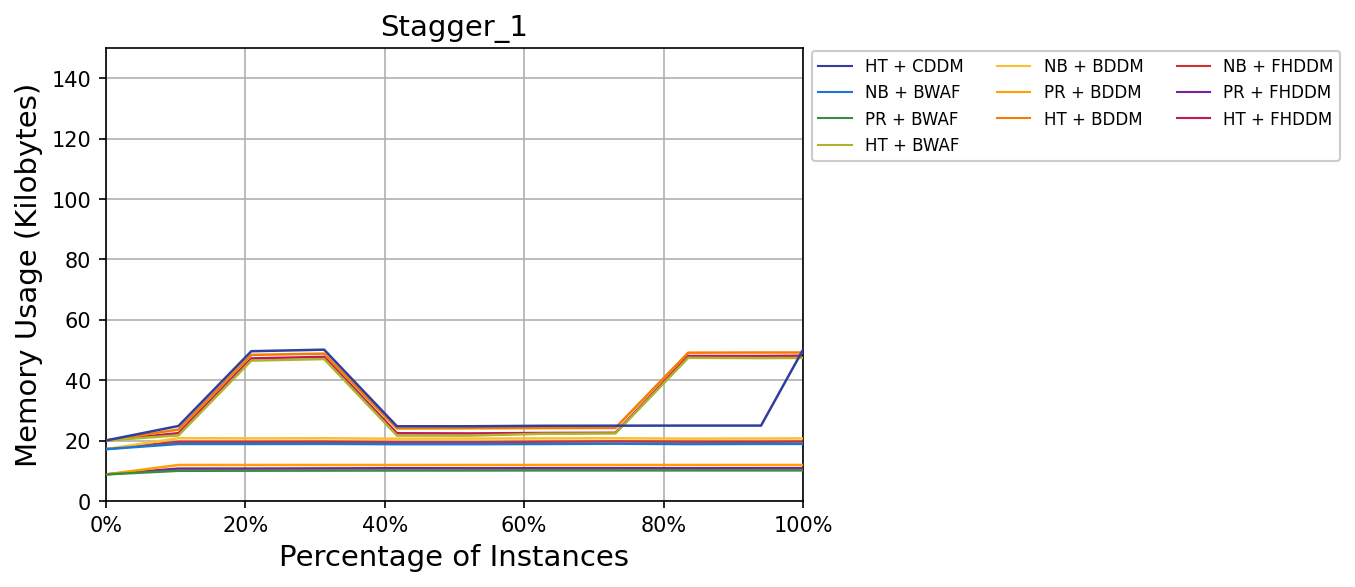 Stagger_1
Memory Usage (Kilobytes)
140
120
100
80
60
40
20
0
0%
20%
40%
60%
80%
100%
Percentage of Instances
HT + CDDM
NB + BWAF
PR + BWAF
HT + BWAF
NB + BDDM
PR + BDDM
HT + BDDM
NB + FHDDM
PR + FHDDM
HT + FHDDM